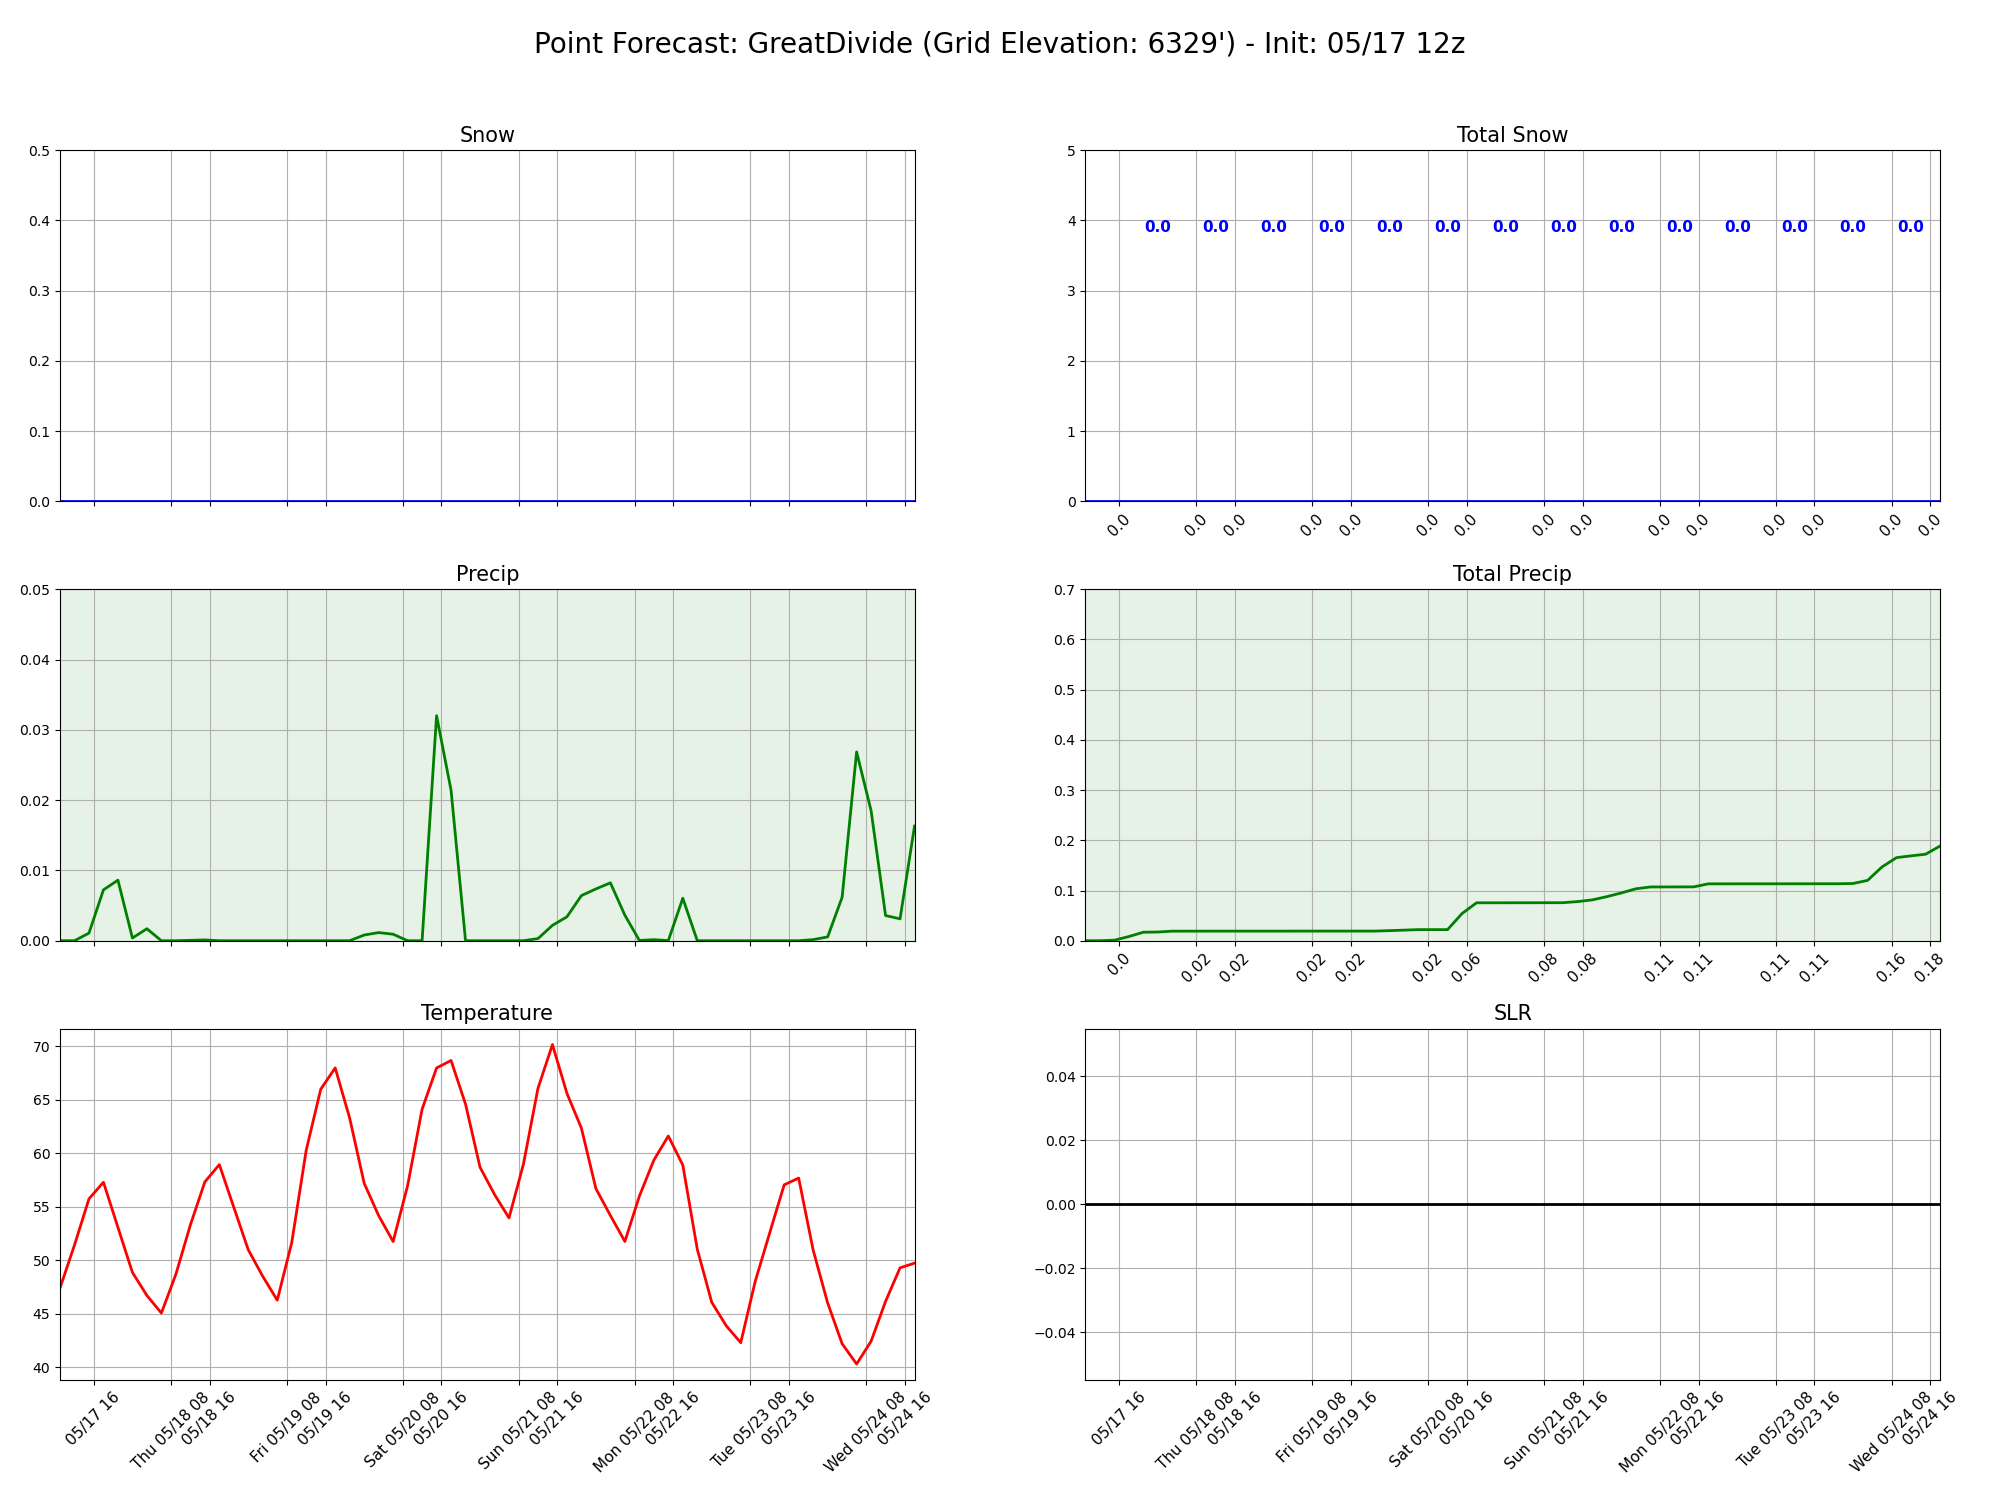 Point Forecast: GreatDivide (Grid Elevation: 6329') - Init: 05/17 12z
Snow
0.5
0.4
0.3
0.2
0.1
0.0
Total Snow
5
4
3
2
1
0
0.0 0.0 0.0 0.0 0.0 0.0 0.0 0.0 0.0 0.0 0.0 0.0 0.0 0.0
0.0 0.0 0.0 0.0 0.0 0.0 0.0 0.0 0.0 0.0 0.0 0.0 0.0 0.0 0.0
Precip
0.05
0.04
0.03
0.02
0.01
0.00
Total Precip
0.7
0.6
0.5
0.4
0.3
0.2
0.1
0.0
0.0 0.02 0.02 0.02 0.02 0.02 0.06 0.08 0.08 0.11 0.11 0.11 0.11 0.16 0.18
Temperature
70
65
60
55
50
45
40
05/17 16
Thu 05/18 08
05/18 16
Fri 05/19 08
05/19 16
Sat 05/20 08
05/20 16
Sun 05/21 08
05/21 16
Mon 05/22 08
05/22 16
Tue 05/23 08
05/23 16
Wed 05/24 08
05/24 16
SLR
0.04
0.02
0.00
−0.02
−0.04
05/17 16
Thu 05/18 08
05/18 16
Fri 05/19 08
05/19 16
Sat 05/20 08
05/20 16
Sun 05/21 08
05/21 16
Mon 05/22 08
05/22 16
Tue 05/23 08
05/23 16
Wed 05/24 08
05/24 16